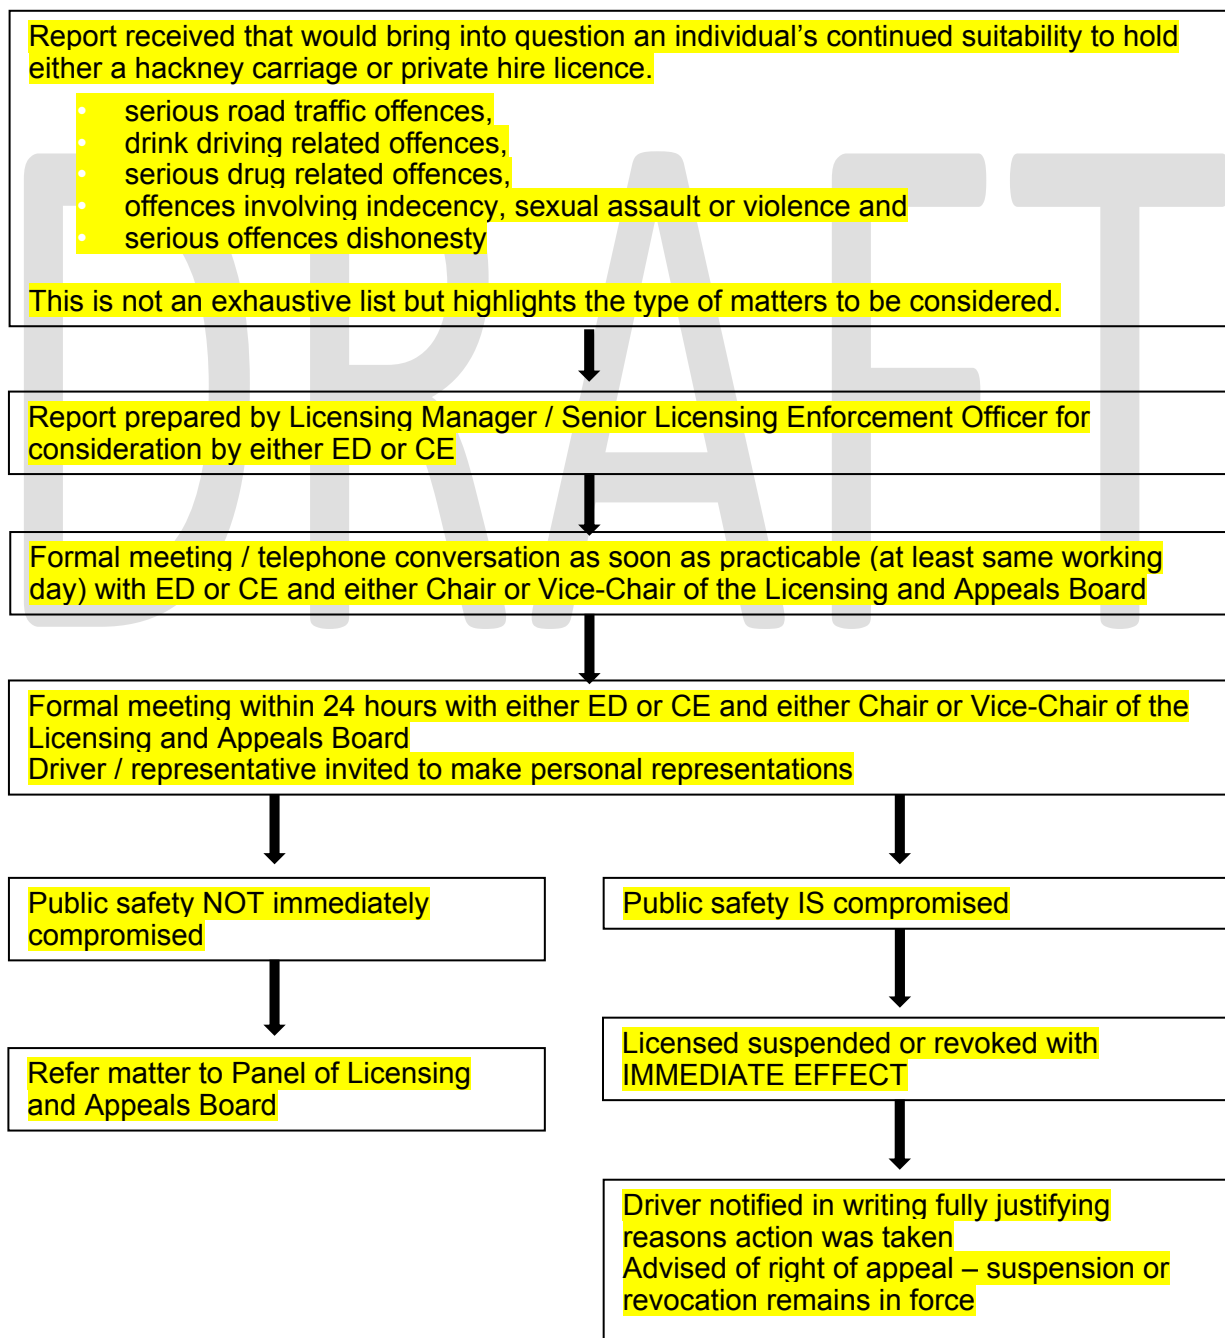 DRAFT
Report received that would bring into question an individual’s continued suitability to hold
either a hackney carriage or private hire licence.
• serious road traffic offences,
• drink driving related offences,
• serious drug related offences,
• offences involving indecency, sexual assault or violence and
• serious offences dishonesty
This is not an exhaustive list but highlights the type of matters to be considered.
Report prepared by Licensing Manager / Senior Licensing Enforcement Officer for
consideration by either ED or CE
Formal meeting / telephone conversation as soon as practicable (at least same working
day) with ED or CE and either Chair or Vice-Chair of the Licensing and Appeals Board
Formal meeting within 24 hours with either ED or CE and either Chair or Vice-Chair of the
Licensing and Appeals Board
Driver / representative invited to make personal representations
Public safety NOT immediately
compromised
Refer matter to Panel of Licensing
and Appeals Board
Public safety IS compromised
Licensed suspended or revoked with
IMMEDIATE EFFECT
Driver notified in writing fully justifying
reasons action was taken
Advised of right of appeal – suspension or
revocation remains in force